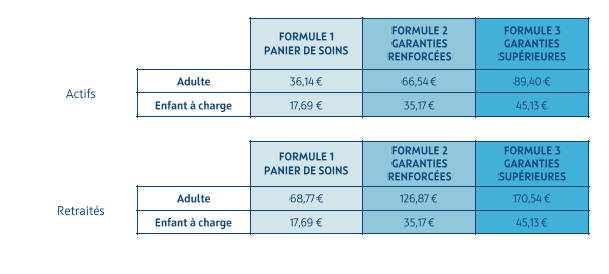 FORMULE 1 PANIER DE SOINS FORMULE 2 GARANTIES RENFORCÉES FORMULE 3 GARANTIES SUPÉRIEURES
Actifs
Adulte 36,14 € 66,54 € 89,40 €
Enfant à charge 17,69 € 35,17 € 45,13 €
FORMULE 1 PANIER DE SOINS FORMULE 2 GARANTIES RENFORCÉES FORMULE 3 GARANTIES SUPÉRIEURES
Retraités
Adulte 68,77 € 126,87 € 170,54 €
Enfant à charge 17,69 € 35,17 € 45,13 €